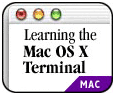 Learning the
Mac OS X
Terminal
MAC